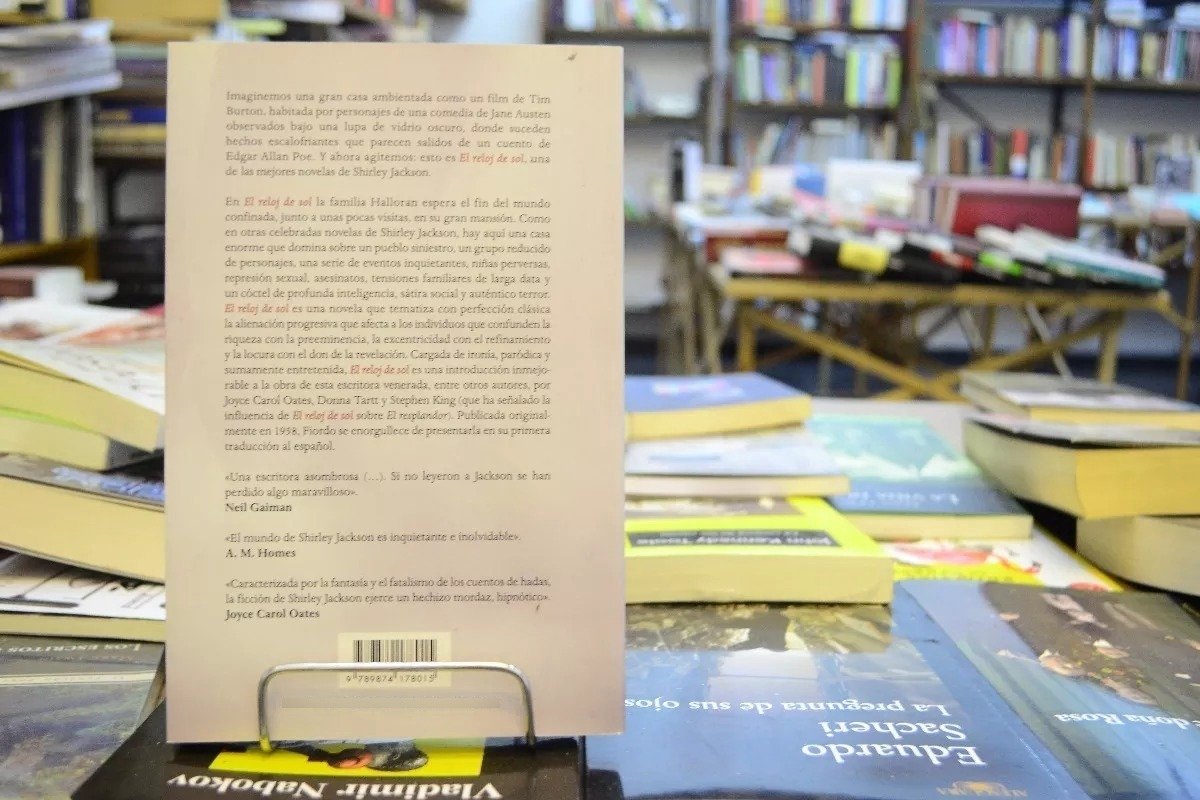 Imaginemos una gran casa ambientada como un film de Tim
Burton, habitada por personajes de una comedia de Jane Austen
observados bajo una lupa de vidrio oscuro, donde suceden
hechos escalofriantes que parecen salidos de un cuento de
Edgar Allan Poe. Y ahora agitemos: esto es El reloj de sol, una
de las mejores novelas de Shirley Jackson.
En El reloj de sol la familia Halloran espera el fin del mundo
confinada, junto a unas pocas visitas, en su gran mansión. Como
en otras celebradas novelas de Shirley Jackson, hay aquí una casa
enorme que domina sobre un pueblo siniestro, un grupo reducido
de personajes, una serie de eventos inquietantes, niñas perversas,
represión sexual, asesinatos, tensiones familiares de larga data y
un cóctel de profunda inteligencia, sátira social y auténtico terror.
El reloj de sol es una novela que tematiza con perfección clásica
la alienación progresiva que afecta a los individuos que confunden la
riqueza con la preeminencia, la excentricidad con el refinamiento
y la locura con el don de la revelación. Cargada de ironía, paródica y
sumamente entretenida, El reloj de sol es una introducción inmejo-
rable a la obra de esta escritora venerada, entre otros autores, por
Joyce Carol Oates, Donna Tartt y Stephen King (que ha señalado la
influencia de El reloj de sol sobre El resplandor). Publicada original-
mente en 1958, Fiordo se enorgullece de presentarla en su primera
traducción al español.
«Una escritora asombrosa (…). Si no leyeron a Jackson se han
perdido algo maravilloso».
Neil Gaiman
«El mundo de Shirley Jackson es inquietante e inolvidable».
A. M. Homes
«Caracterizada por la fantasía y el fatalismo de los cuentos de hadas,
la ficción de Shirley Jackson ejerce un hechizo mordaz, hipnótico».
Joyce Carol Oates
9 789874 178015
LOS ESCRITOS
Vladimir Nabokov
John Kennedy Toole
LA VIDA
Eduardo
Sacheri
La pregunta de sus ojos
doña Rosa